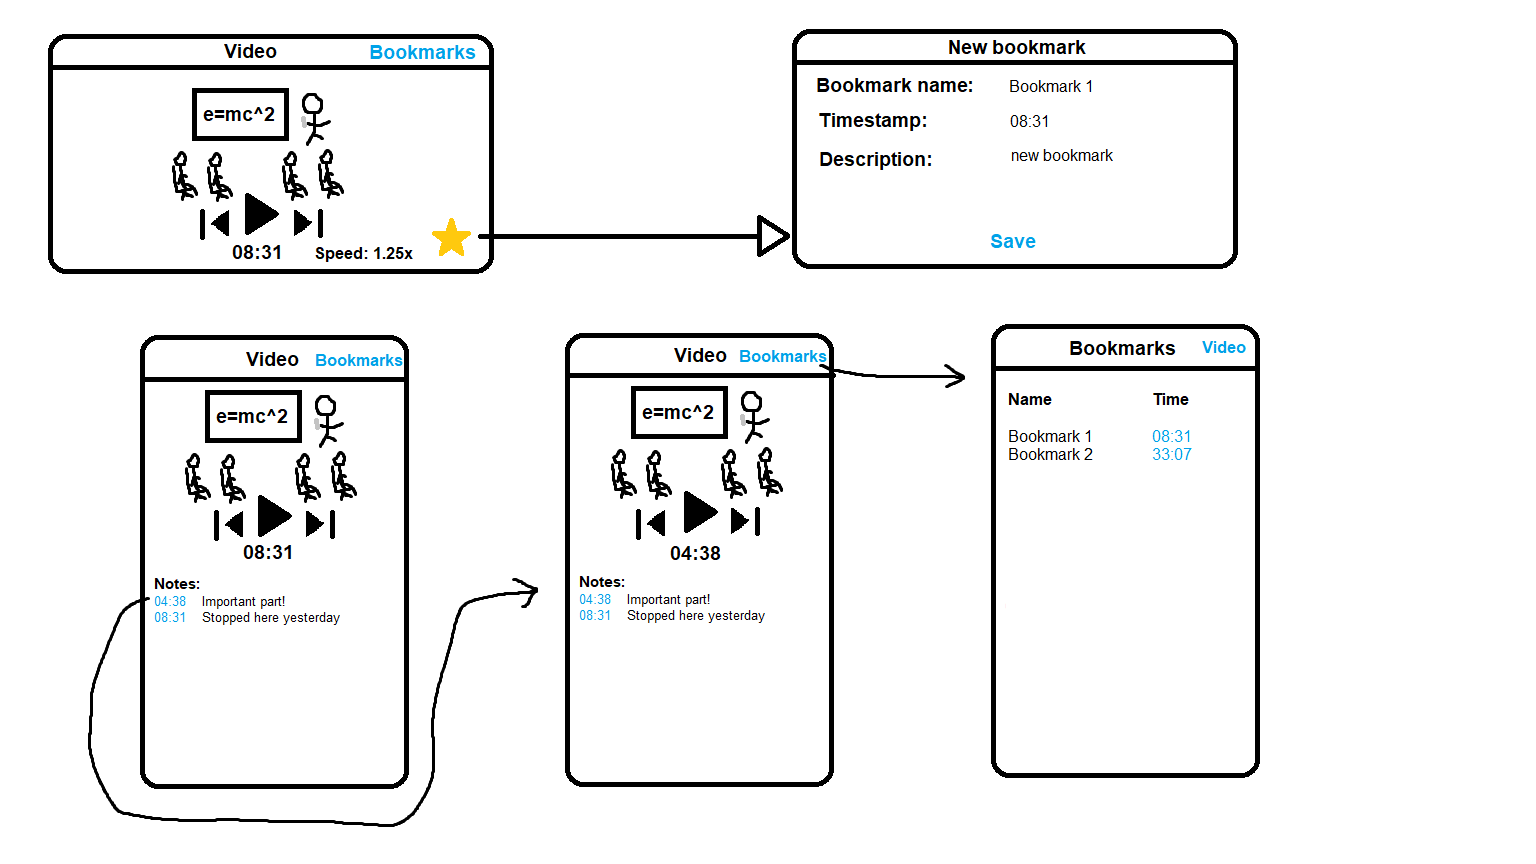 Video Bookmarks
e=mc^2
08:31 Speed: 1.25x
New bookmark
Bookmark name: Bookmark 1
Timestamp: 08:31
Description: new bookmark
Save
Video Bookmarks
e=mc^2
08:31
Notes:
04:38 Important part!
08:31 Stopped here yesterday
Video Bookmarks
e=mc^2
04:38
Notes:
04:38 Important part!
08:31 Stopped here yesterday
Bookmarks Video
Name Time
Bookmark 1 08:31
Bookmark 2 33:07